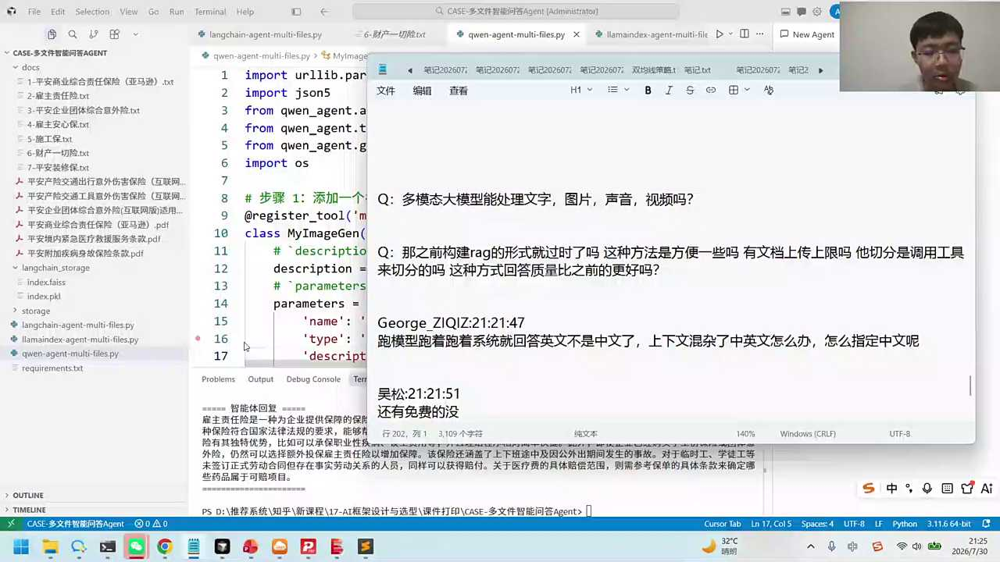 File Edit Selection View Go Run Terminal Help
CASE-多文件智能问答Agent [Administrator]
CASE-多文件智能问答AGENT
docs
1-平安商业综合责任保险（亚马逊）.txt
2-雇主责任险.txt
3-平安企业团体综合意外险.txt
4-雇主安心保.txt
5-施工保.txt
6-财产一切险.txt
7-平安装修保.txt
平安产险交通出行意外伤害保险（互联网...
平安产险交通工具意外伤害保险（互联网...
平安企业团体综合意外险(互联网版)适用...
平安商业综合责任保险（亚马逊）.pdf
平安境内紧急医疗救援服务条款.pdf
平安附加疾病身故保险条款.pdf
langchain_storage
index.faiss
index.pkl
storage
langchain-agent-multi-files.py
llamaindex-agent-multi-files.py
qwen-agent-multi-files.py
requirements.txt
OUTLINE
TIMELINE
langchain-agent-multi-files.py 6-财产一切险.txt qwen-agent-multi-files.py llamaindex-agent-multi-file New Agent
qwen-agent-multi-files.py > MyImage
1 import urllib.par
2 import json5
3 from qwen_agent.a
4 from qwen_agent.t
5 from qwen_agent.g
6 import os
7
8 # 步骤 1：添加一个
9 @register_tool('m
10 class MyImageGen(
11 # `descriptio
12 description =
13 # `parameters
14 parameters =
15 'name': '
16 'type': '
17 'descript
笔记202607 笔记202607 笔记202607 笔记202607 双均线策略.t 笔记.txt 笔记202607 笔记2
文件 编辑 查看 H1 B I S
Q：多模态大模型能处理文字，图片，声音，视频吗？
Q：那之前构建rag的形式就过时了吗 这种方法是方便一些吗 有文档上传上限吗 他切分是调用工具
来切分的吗 这种方式回答质量比之前的更好吗？
George_ZIQIZ:21:21:47
跑模型跑着跑着系统就回答英文不是中文了，上下文混杂了中英文怎么办，怎么指定中文呢
吴松:21:21:51
还有免费的没
行 202，列 1 3,109 个字符 纯文本 140% Windows (CRLF) UTF-8
Problems Output Debug Console Ter
===== 智能体回复 =====
雇主责任险是一种为企业提供保障的保险
种保险符合国家法律法规的要求，能够帮
险有其独特优势，比如可以承保职业性疾
外险，仍然可以选择额外投保雇主责任险以增加保障。该保险还涵盖了上下班途中及因公外出期间发生的事故。对于临时工、学徒工等
未签订正式劳动合同但存在事实劳动关系的人员，同样可以获得赔付。关于医疗费的具体赔偿范围，则需参考保单的具体条款来确定哪
些药品属于可赔项目。
=====================
PS D:\推荐系统\知乎\新课程\17-AI框架设计与选型\课件打印\CASE-多文件智能问答Agent>
中
CASE-多文件智能问答Agent 0 0 Cursor Tab Ln 17, Col 5 Spaces: 4 UTF-8 LF Python 3.11.6 64-bit
32°C
晴朗
21:25
2026/7/30